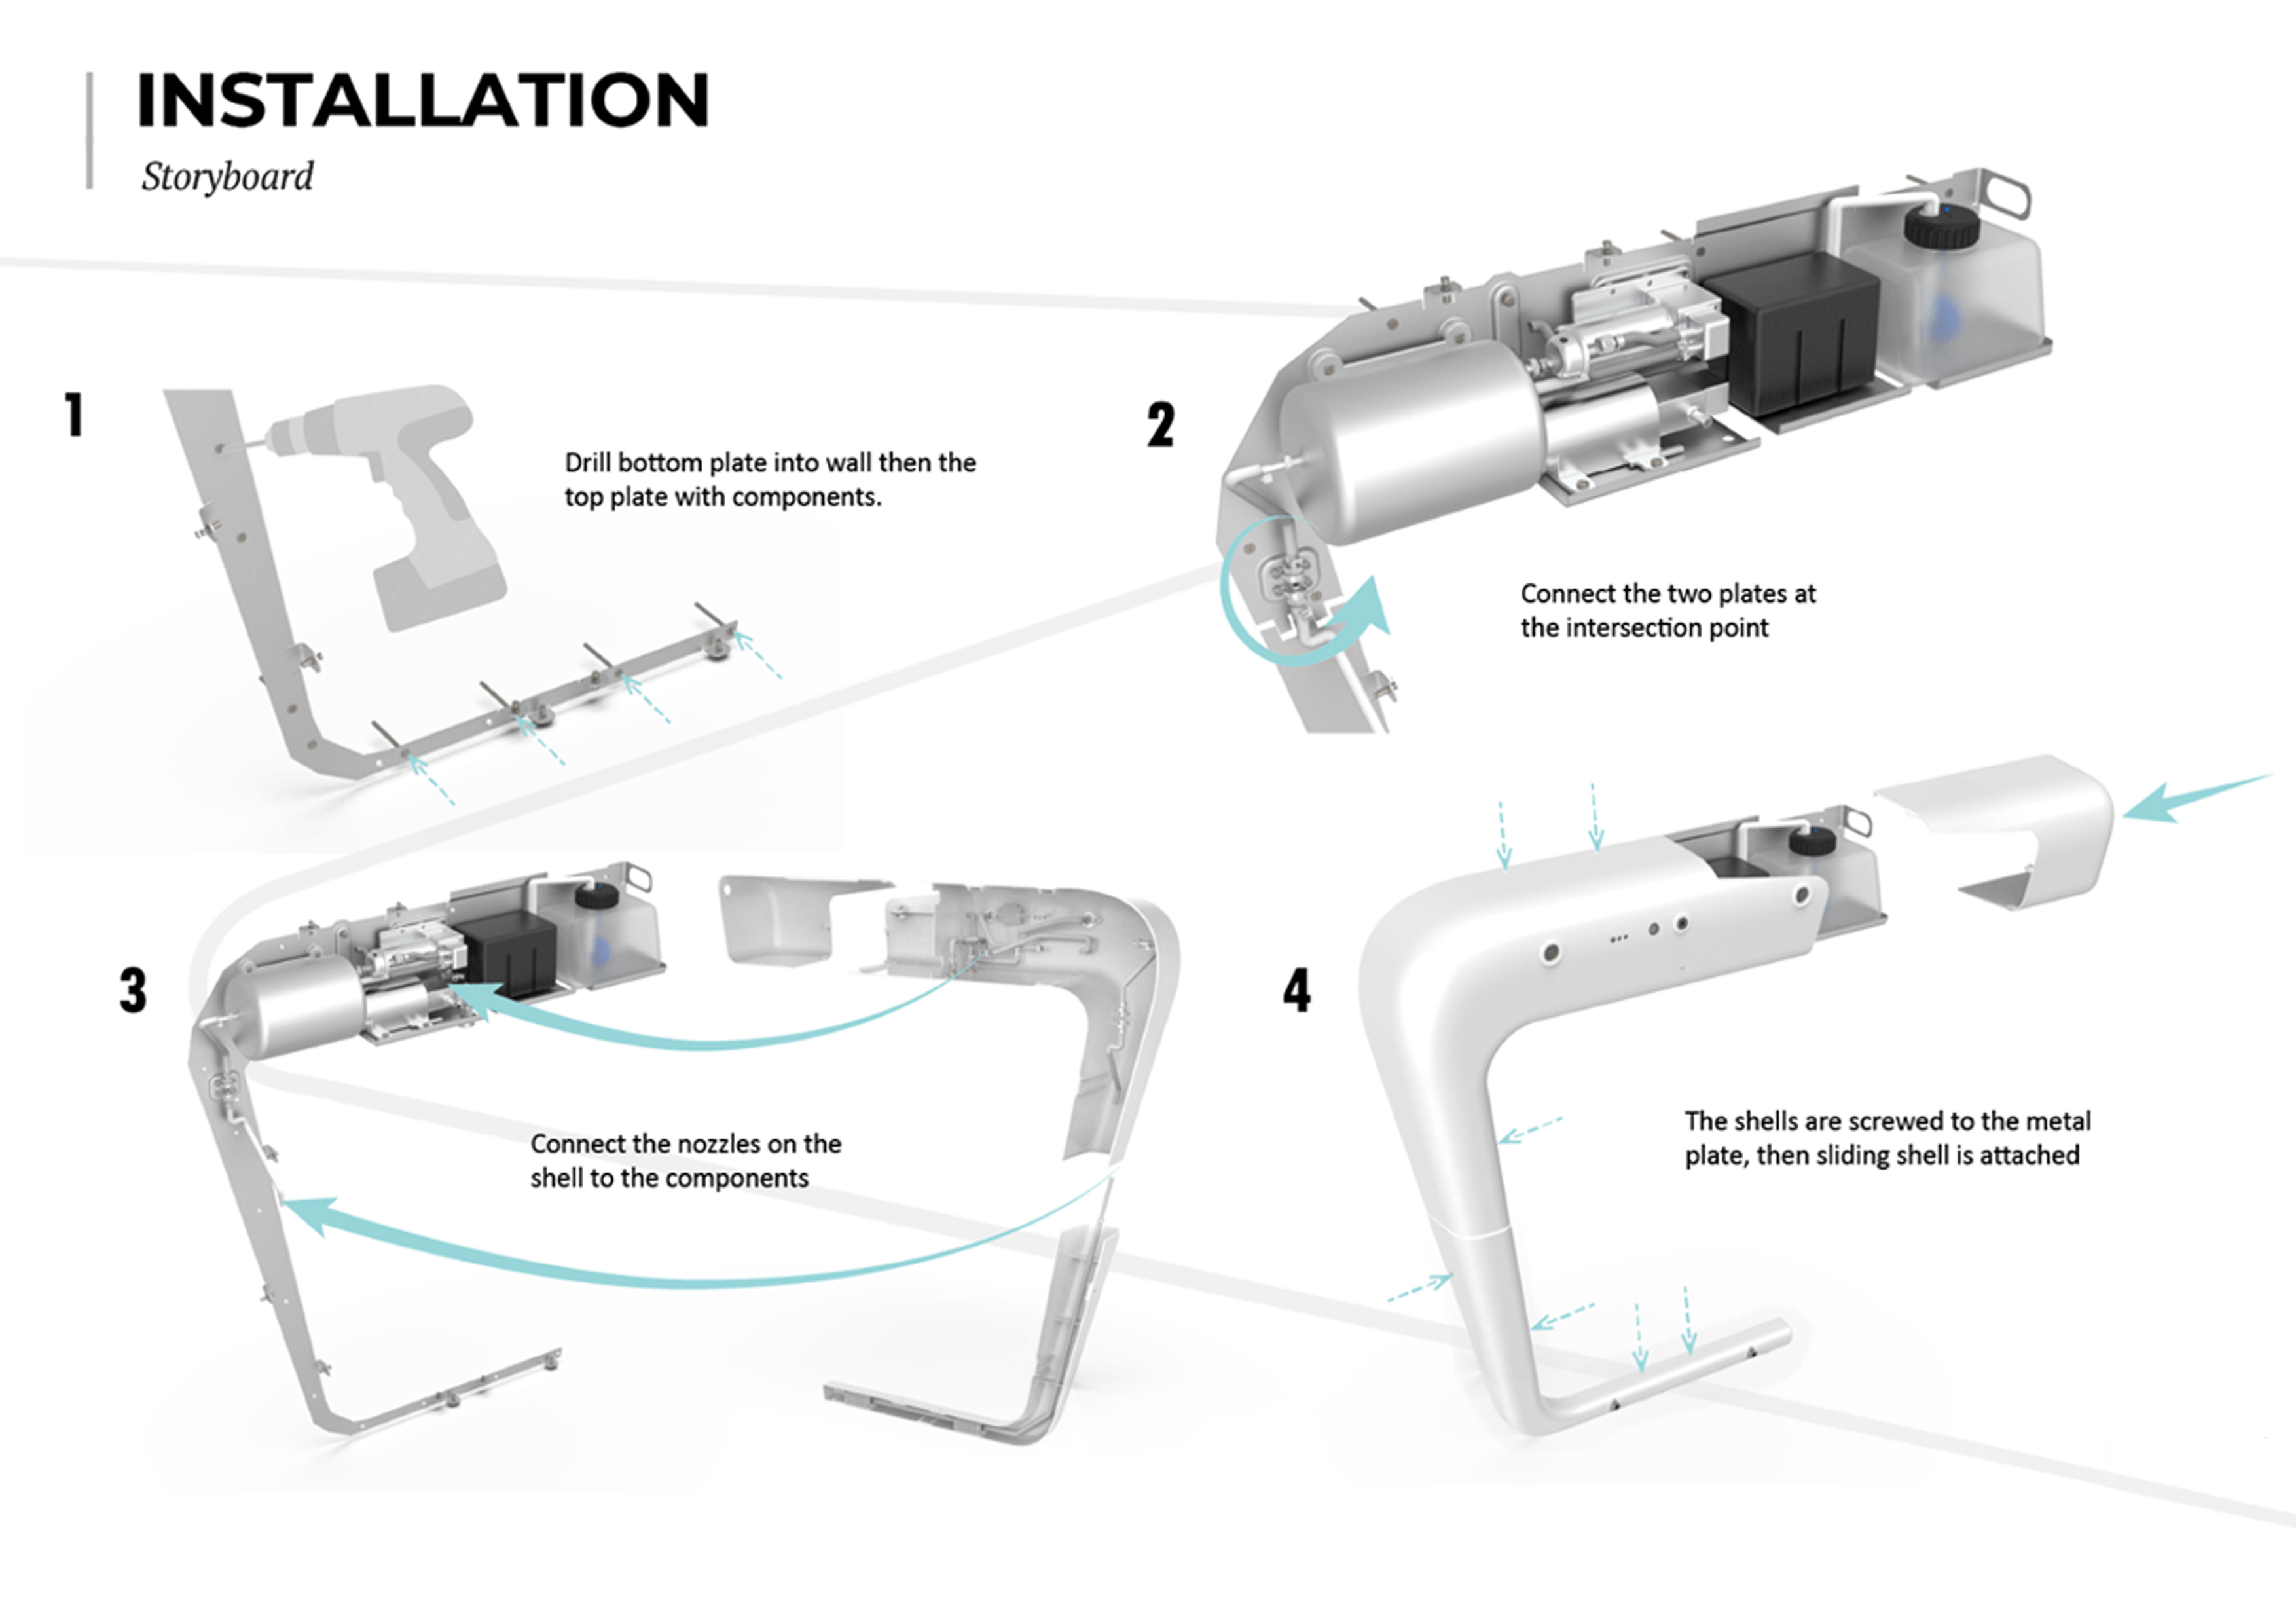 INSTALLATION
Storyboard
1
Drill bottom plate into wall then the
top plate with components.
2
Connect the two plates at
the intersection point
3
Connect the nozzles on the
shell to the components
4
The shells are screwed to the metal
plate, then sliding shell is attached